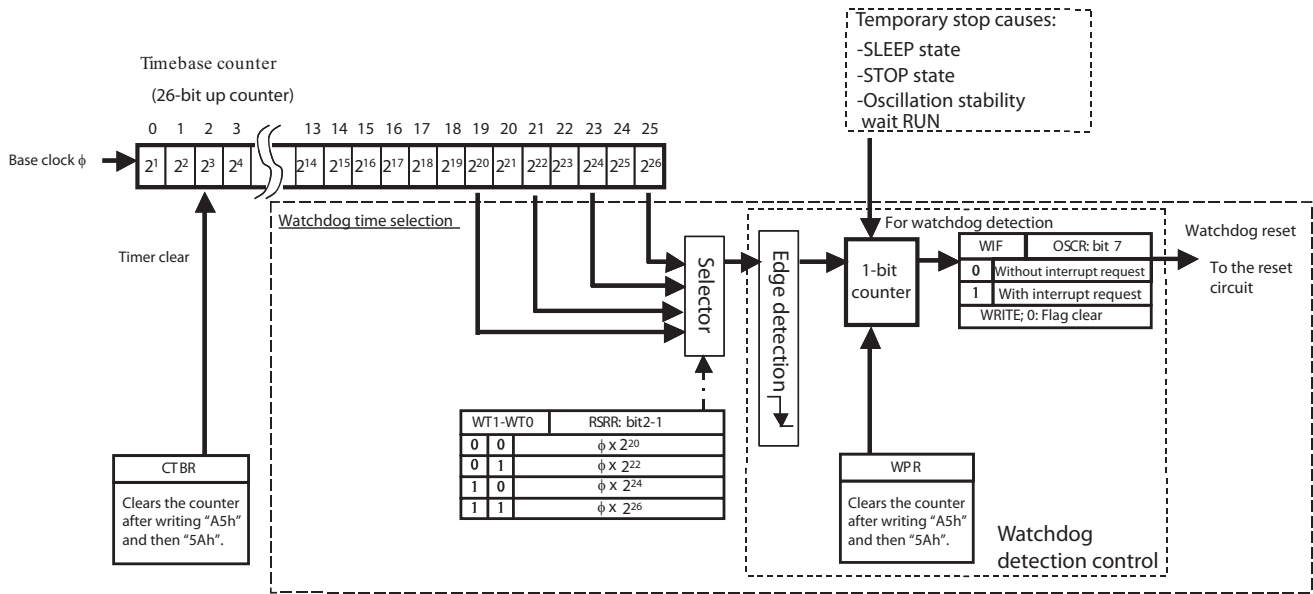 Temporary stop causes:
-SLEEP state
-STOP state
-Oscillation stability
wait RUN
Timebase counter
(26-bit up counter)
0 1 2 3 13 14 15 16 17 18 19 20 21 22 23 24 25
Base clock ϕ
2¹ 2² 2³ 2⁴ 2¹⁴ 2¹⁵ 2¹⁶ 2¹⁷ 2¹⁸ 2¹⁹ 2²⁰ 2²¹ 2²² 2²³ 2²⁴ 2²⁵ 2²⁶
Watchdog time selection
For watchdog detection
Timer clear
Selector
Edge detection
1-bit
counter
WIF OSCR: bit 7
0 Without interrupt request
1 With interrupt request
WRITE; 0: Flag clear
Watchdog reset
To the reset
circuit
WT1-WT0 RSRR: bit2-1
0 0 ϕ x 2²⁰
0 1 ϕ x 2²²
1 0 ϕ x 2²⁴
1 1 ϕ x 2²⁶
CTBR
Clears the counter
after writing “A5h”
and then “5Ah”.
WPR
Clears the counter
after writing “A5h”
and then “5Ah”.
Watchdog
detection control